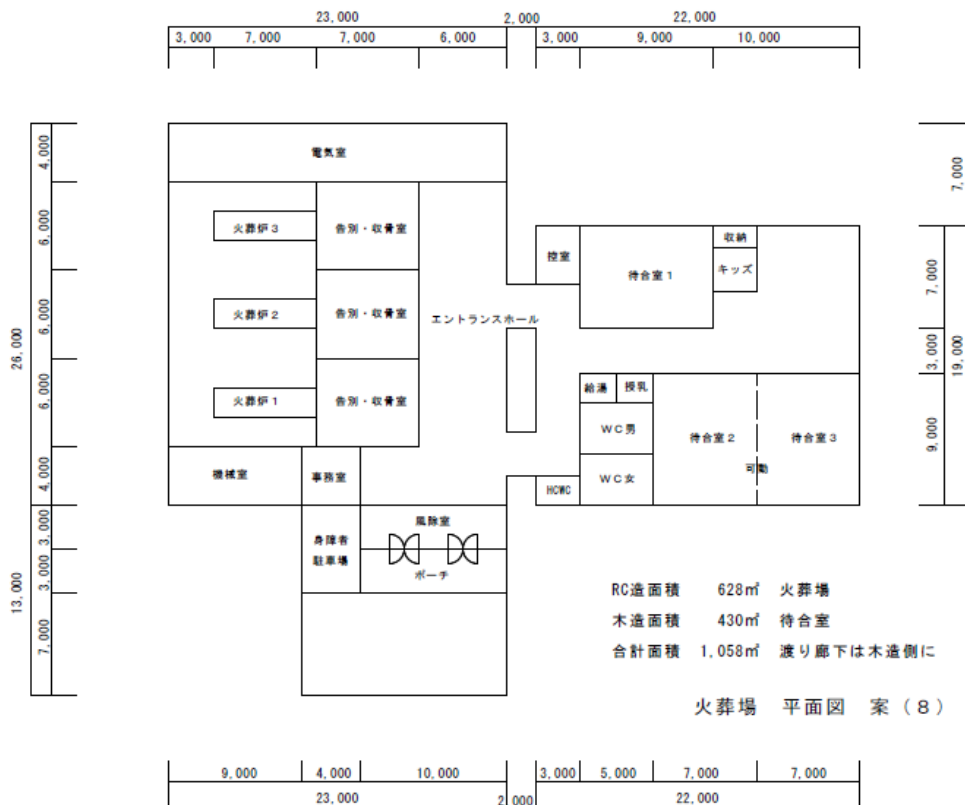 23,000 2,000 22,000
3,000 7,000 7,000 6,000 3,000 9,000 10,000
4,000
6,000
6,000
6,000
4,000
3,000
3,000
7,000
26,000
13,000
電気室
火葬炉3 告別・収骨室
火葬炉2 告別・収骨室
火葬炉1 告別・収骨室
エントランスホール
機械室 事務室
身障者
駐車場
風除室
ポーチ
控室 待合室1 収納
キッズ
給湯 授乳
WC男
WC女
HCWC
待合室2 待合室3
可動
7,000
7,000
3,000
9,000
19,000
RC造面積 628㎡ 火葬場
木造面積 430㎡ 待合室
合計面積 1,058㎡ 渡り廊下は木造側に
火葬場 平面図 案(8)
9,000 4,000 10,000 3,000 5,000 7,000 7,000
23,000 2,000 22,000